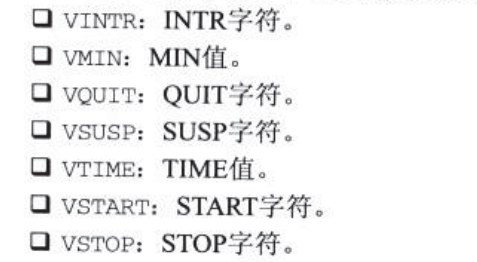 ❑ VINTR：INTR字符。
❑ VMIN：MIN值。
❑ VQUIT：QUIT字符。
❑ VSUSP：SUSP字符。
❑ VTIME：TIME值。
❑ VSTART：START字符。
❑ VSTOP：STOP字符。